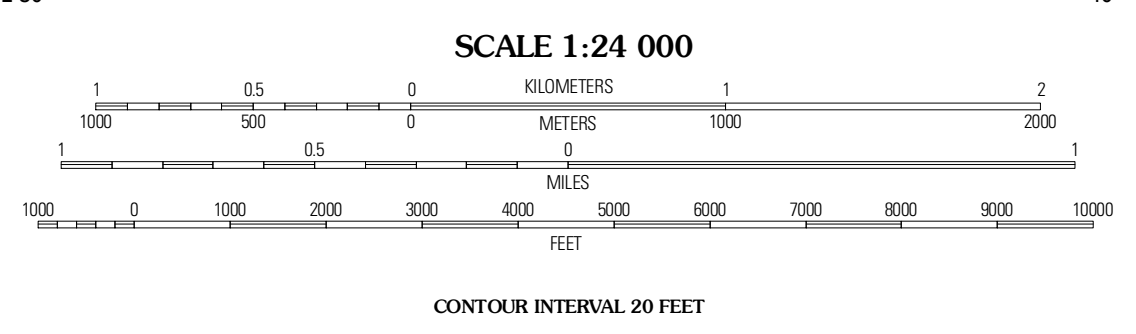 SCALE 1:24 000
1 0.5 0 KILOMETERS 1 2
1000 500 0 METERS 1000 2000
1 0.5 0 1
MILES
1000 0 1000 2000 3000 4000 5000 6000 7000 8000 9000 10000
FEET
CONTOUR INTERVAL 20 FEET